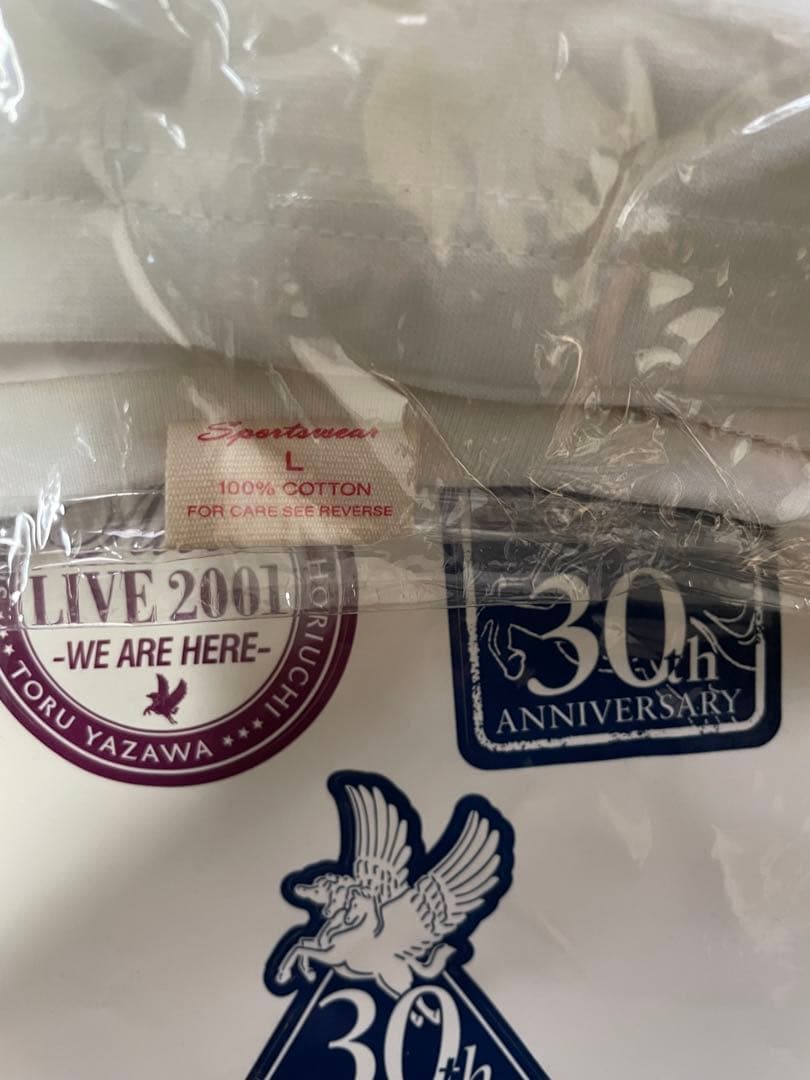 Sportswear
L
100% COTTON
FOR CARE SEE REVERSE
LIVE 2001
-WE ARE HERE-
TORU YAZAWA ★★★ HORIUCHI
30th
ANNIVERSARY
30th